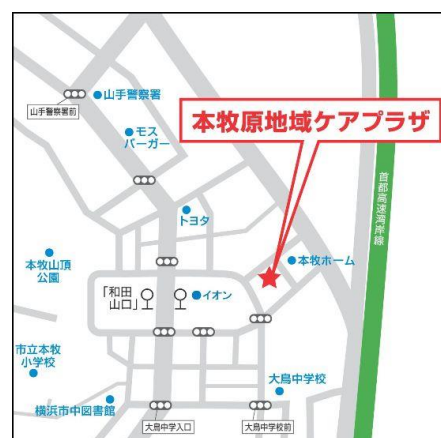 山手警察署
山手警察署前
モス
バーガー
本牧原地域ケアプラザ
首都高速湾岸線
トヨタ
本牧山頂
公園
本牧ホーム
「和田
山口」
イオン
市立本牧
小学校
大鳥中学校
横浜市中図書館
大鳥中学入口
大鳥中学校前